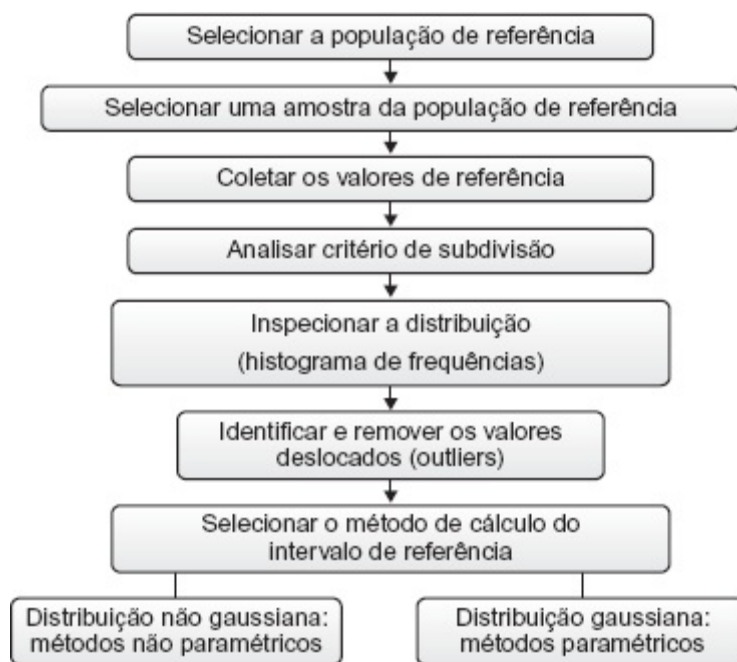 Selecionar a população de referência
Selecionar uma amostra da população de referência
Coletar os valores de referência
Analisar critério de subdivisão
Inspecionar a distribuição
(histograma de frequências)
Identificar e remover os valores
deslocados (outliers)
Selecionar o método de cálculo do
intervalo de referência
Distribuição não gaussiana:
métodos não paramétricos
Distribuição gaussiana:
métodos paramétricos